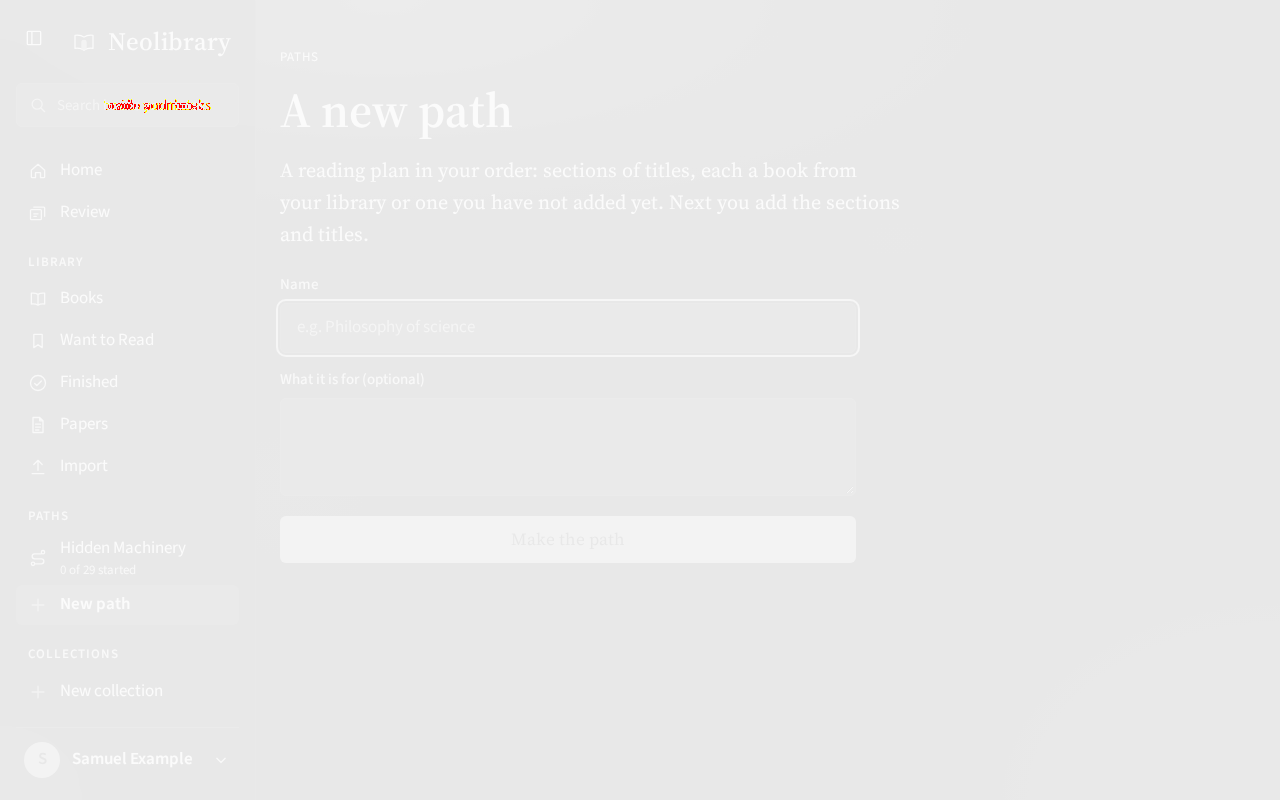 Neolibrary
Search
Home
Review
LIBRARY
Books
Want to Read
Finished
Papers
Import
PATHS
Hidden Machinery
0 of 29 started
New path
COLLECTIONS
New collection
S
Samuel Example
PATHS
A new path
A reading plan in your order: sections of titles, each a book from
your library or one you have not added yet. Next you add the sections
and titles.
Name
e.g. Philosophy of science
What it is for (optional)
Make the path